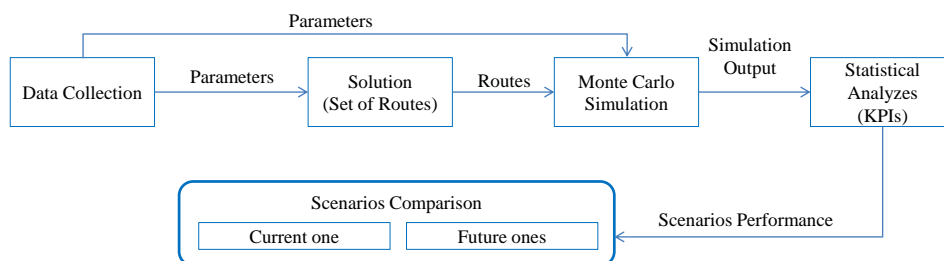 Parameters
Simulation
Output
Data Collection
Parameters
Solution
(Set of Routes)
Routes
Monte Carlo
Simulation
Statistical
Analyzes
(KPIs)
Scenarios Comparison
Current one
Future ones
Scenarios Performance